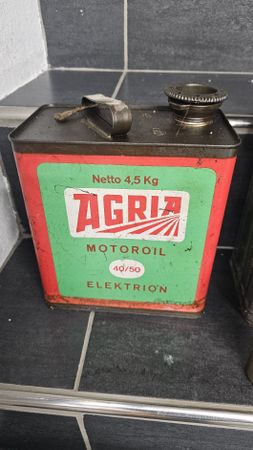 Netto 4,5 Kg
AGRIA
MOTOROIL
40/50
ELEKTRION